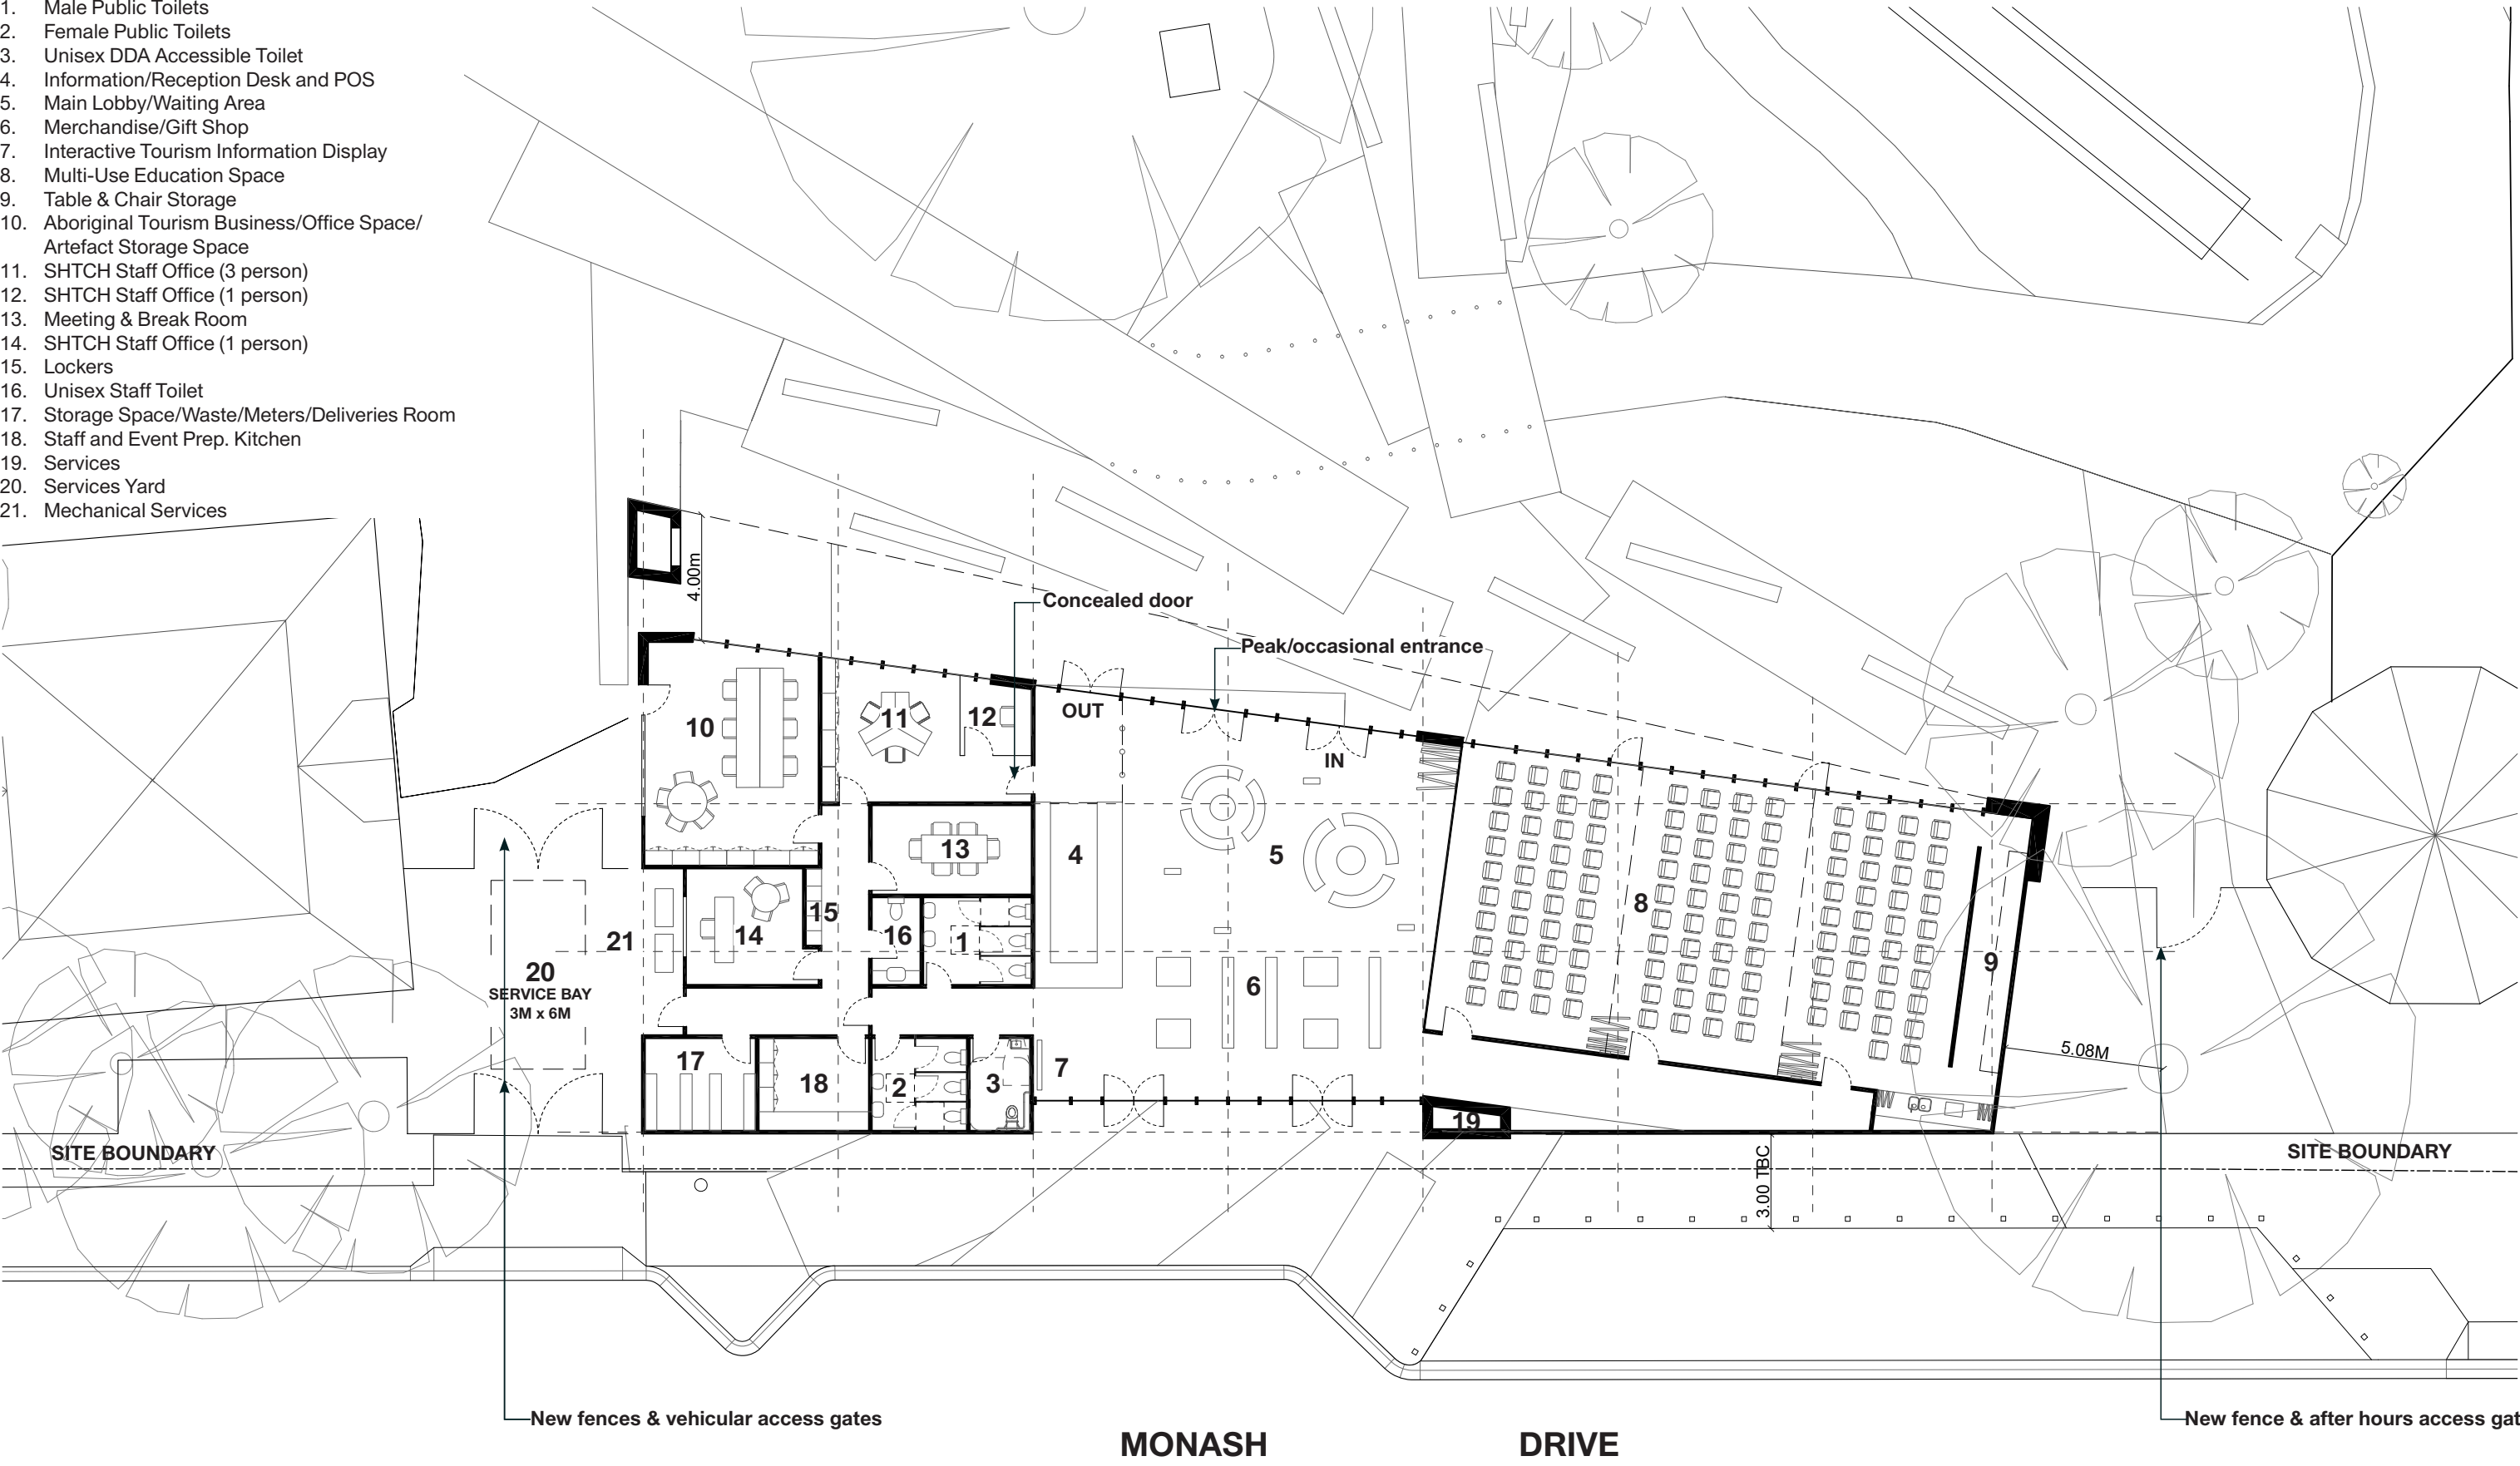 1. Male Public Toilets
2. Female Public Toilets
3. Unisex DDA Accessible Toilet
4. Information/Reception Desk and POS
5. Main Lobby/Waiting Area
6. Merchandise/Gift Shop
7. Interactive Tourism Information Display
8. Multi-Use Education Space
9. Table & Chair Storage
10. Aboriginal Tourism Business/Office Space/
Artefact Storage Space
11. SHTCH Staff Office (3 person)
12. SHTCH Staff Office (1 person)
13. Meeting & Break Room
14. SHTCH Staff Office (1 person)
15. Lockers
16. Unisex Staff Toilet
17. Storage Space/Waste/Meters/Deliveries Room
18. Staff and Event Prep. Kitchen
19. Services
20. Services Yard
21. Mechanical Services
4.00m
Concealed door
Peak/occasional entrance
OUT
IN
10
11
12
13
4
5
8
15
14
16
1
21
9
20
SERVICE BAY
3M x 6M
6
17
18
2
3
7
19
5.08M
SITE BOUNDARY
SITE BOUNDARY
3.00 TBC
New fences & vehicular access gates
New fence & after hours access gat
MONASH DRIVE